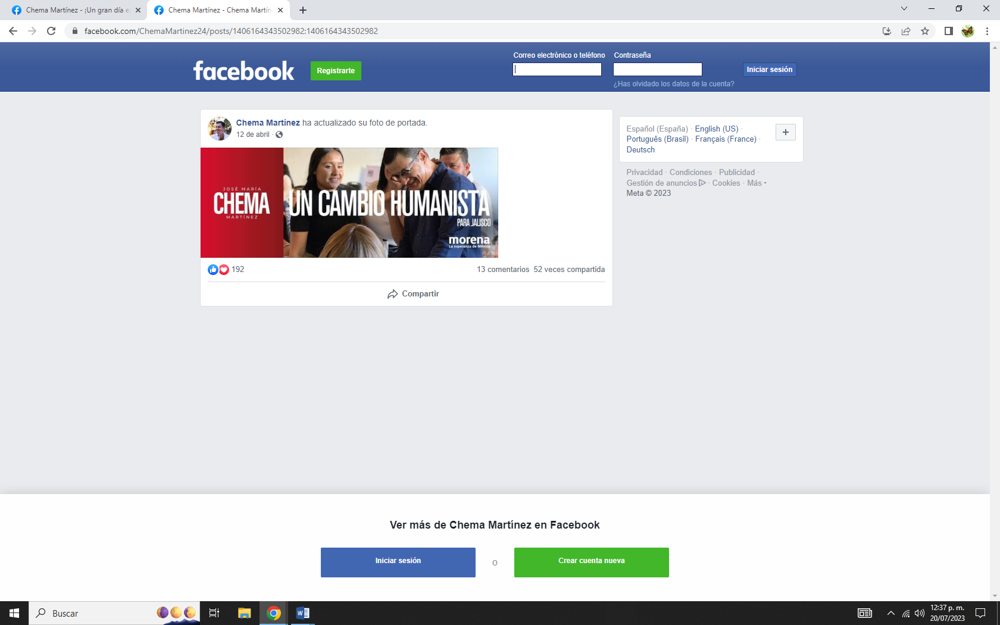 Chema Martínez - ¡Un gran día e
Chema Martínez - Chema Martín
facebook.com/ChemaMartinez24/posts/1406164343502982:1406164343502982
facebook
Registrarte
Correo electrónico o teléfono
Contraseña
Iniciar sesión
¿Has olvidado los datos de la cuenta?
Chema Martínez ha actualizado su foto de portada.
12 de abril ·
JOSÉ MARÍA
CHEMA
MARTÍNEZ
UN CAMBIO HUMANISTA
PARA JALISCO
morena
La esperanza de México
192
13 comentarios 52 veces compartida
Compartir
Español (España) · English (US) ·
Português (Brasil) · Français (France) ·
Deutsch
Privacidad · Condiciones · Publicidad ·
Gestión de anuncios · Cookies · Más
Meta © 2023
Ver más de Chema Martínez en Facebook
Iniciar sesión
o
Crear cuenta nueva
Buscar
12:37 p. m.
20/07/2023